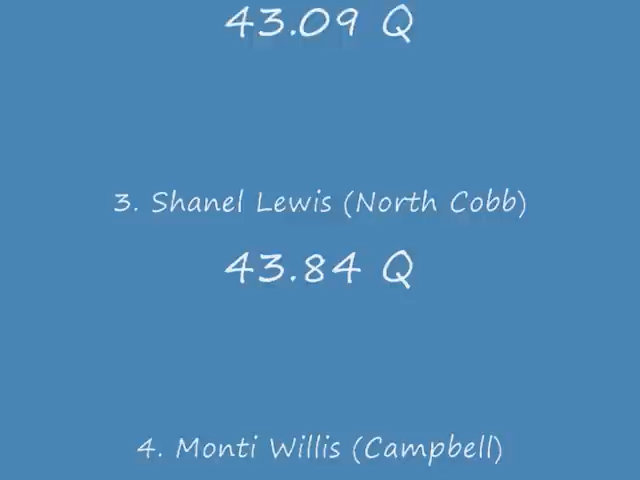 43.09 Q
3. Shanel Lewis (North Cobb)
43.84 Q
4. Monti Willis (Campbell)